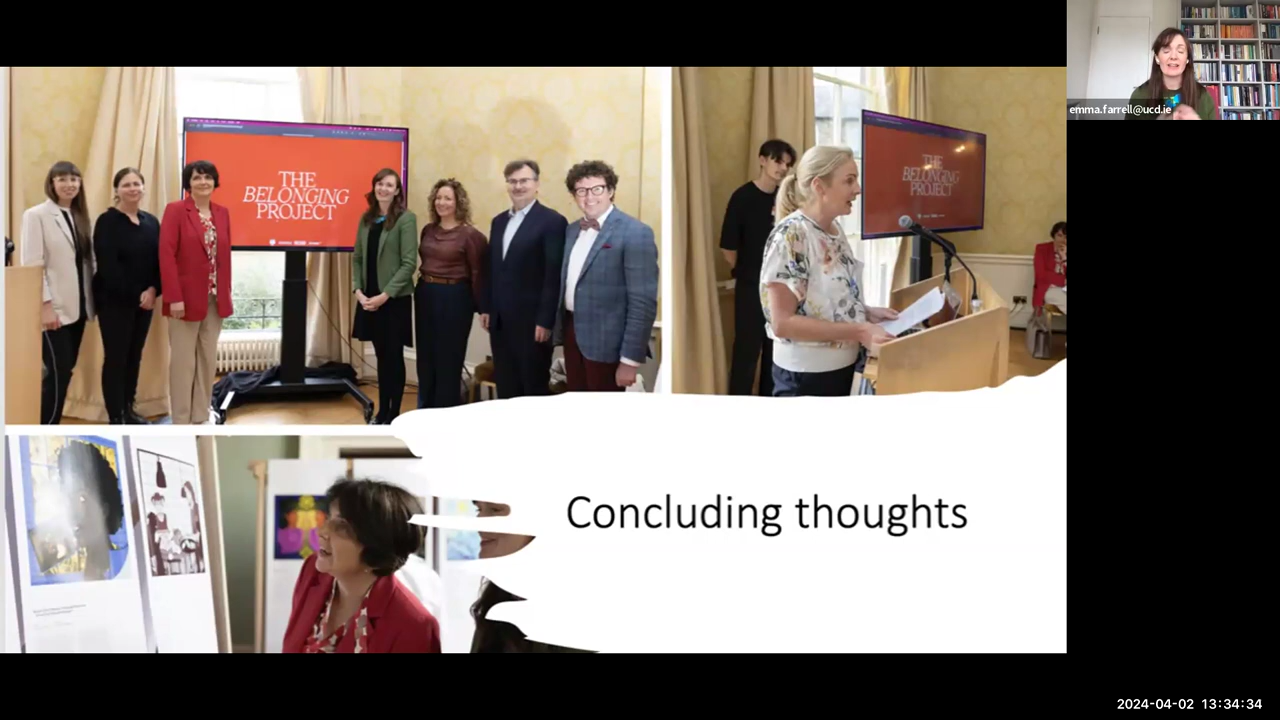 emma.farrell@ucd.ie
THE
BELONGING
PROJECT
THE
BELONGING
PROJECT
Concluding thoughts
2024-04-02 13:34:34